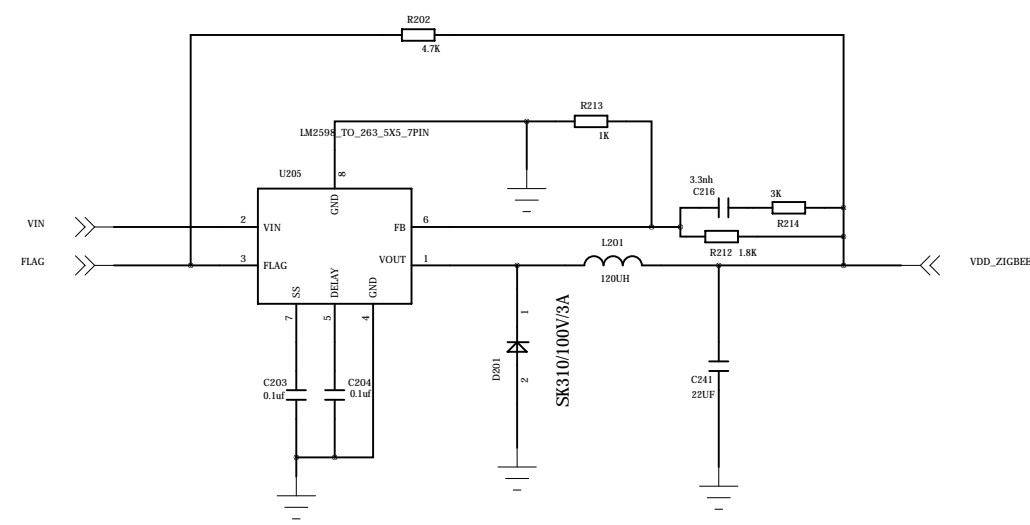 R202
4.7K
R213
1K
LM2598_TO_263_5X5_7PIN
U205
8
GND
3.3nh
C216
3K
R214
VIN
2
VIN
6
FB
R212 1.8K
FLAG
3
FLAG
VOUT
1
L201
120UH
VDD_ZIGBEE
SS
DELAY
GND
7
5
4
1
D201
2
SK310/100V/3A
C203
0.1uf
C204
0.1uf
C241
22UF